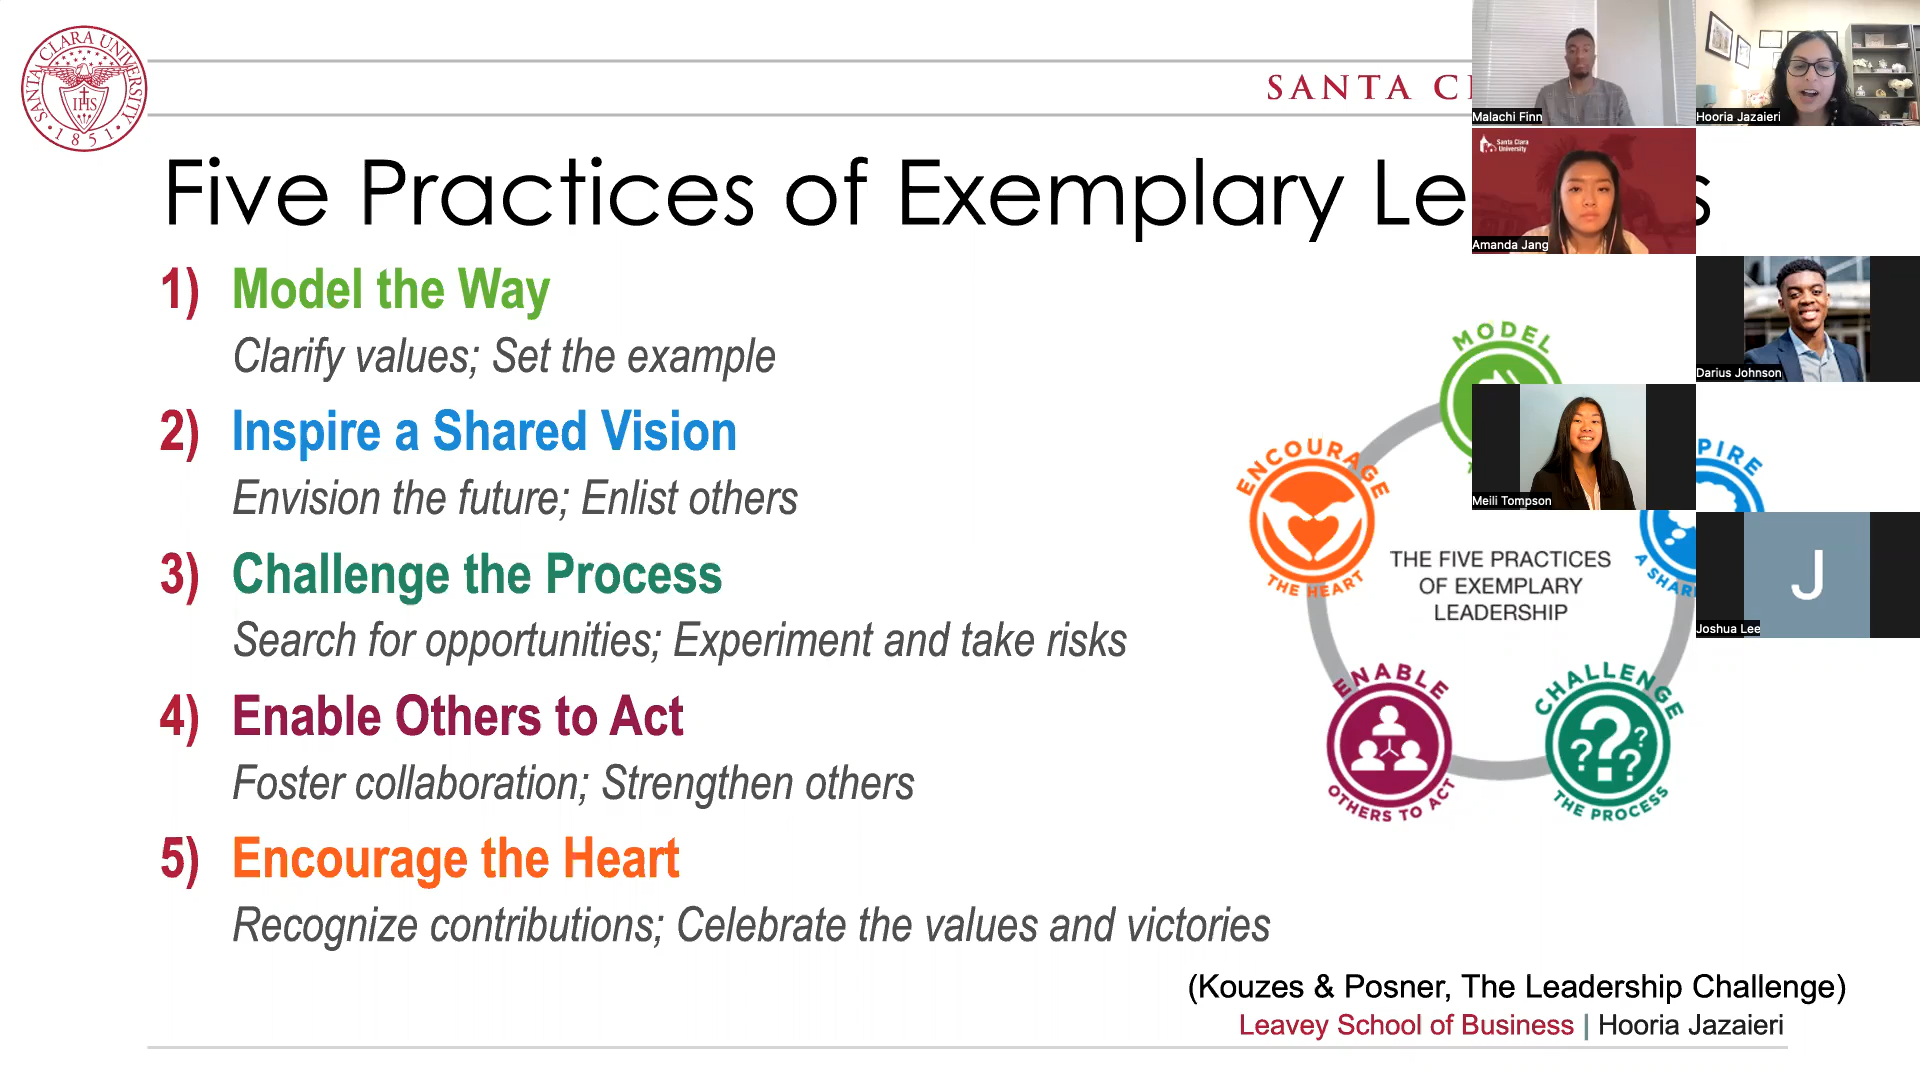 SANTA CLARA UNIVERSITY
IHS
1851
SANTA
Five Practices of Exemplary
1) Model the Way
Clarify values; Set the example
2) Inspire a Shared Vision
Envision the future; Enlist others
3) Challenge the Process
Search for opportunities; Experiment and take risks
4) Enable Others to Act
Foster collaboration; Strengthen others
5) Encourage the Heart
Recognize contributions; Celebrate the values and victories
MODEL
ENCOURAGE
THE HEART
THE FIVE PRACTICES
OF EXEMPLARY
LEADERSHIP
A
ENABLE
OTHERS TO ACT
CHALLENGE
THE PROCESS
(Kouzes & Posner, The Leadership Challenge)
Leavey School of Business | Hooria Jazaieri
Malachi Finn
Hooria Jazaieri
Santa Clara
University
Amanda Jang
Darius Johnson
Meili Tompson
J
Joshua Lee